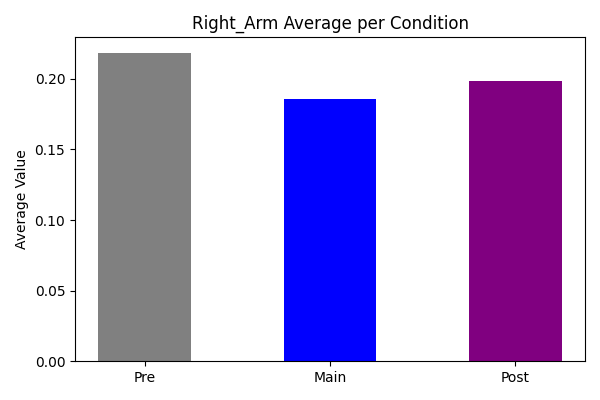 Right_Arm Average per Condition
Average Value
0.20
0.15
0.10
0.05
0.00
Pre
Main
Post